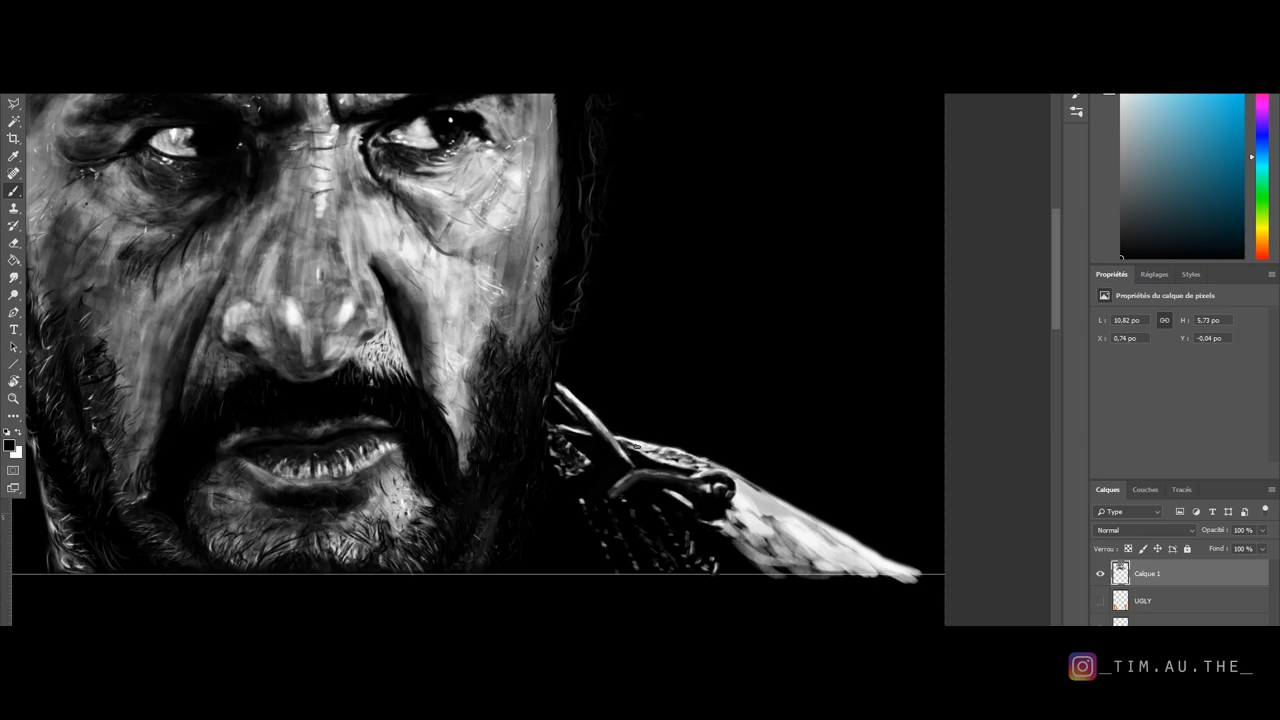 Propriétés Réglages Styles
Propriétés du calque de pixels
L : 10,82 po H : 5,73 po
X : 0,74 po Y : -0,04 po
Calques Couches Tracés
Type
Normal Opacité : 100 %
Verrou : Fond : 100 %
Calque 1
UGLY
5
_TIM.AU.THE_